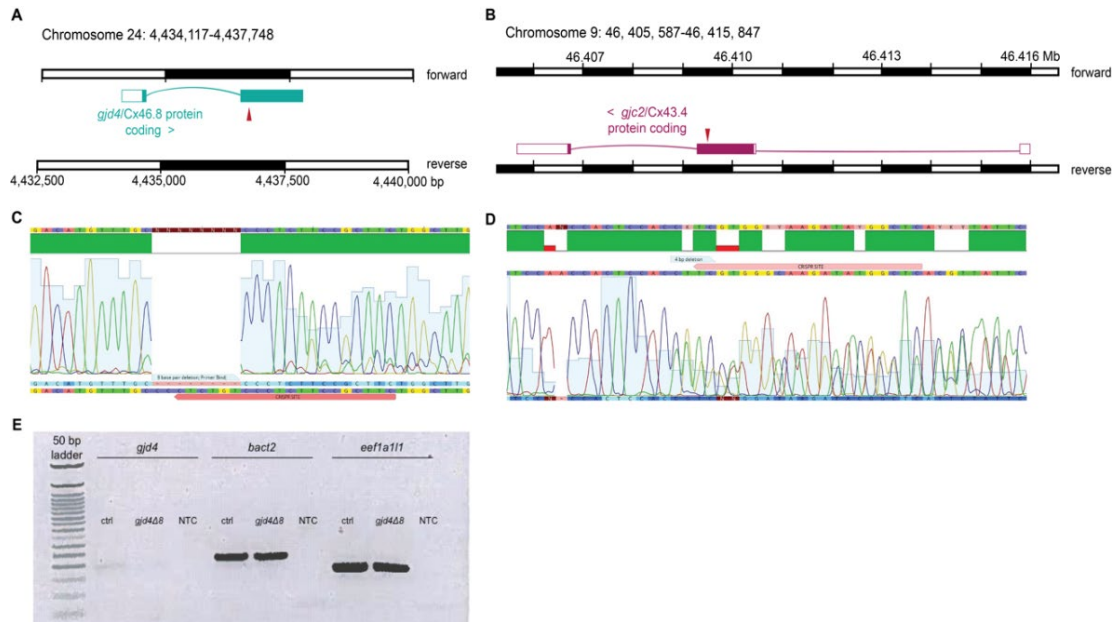 A
Chromosome 24: 4,434,117-4,437,748
forward
gjd4/Cx46.8 protein
coding >
reverse
4,432,500 4,435,000 4,437,500 4,440,000 bp
B
Chromosome 9: 46, 405, 587-46, 415, 847
46.407 46.410 46.413 46.416 Mb
forward
< gjc2/Cx43.4
protein coding
reverse
C
CRISPR SITE
D
4 bp deletion
CRISPR SITE
E
50 bp
ladder
gjd4 bact2 eef1a1l1
ctrl gjd4Δ8 NTC ctrl gjd4Δ8 NTC ctrl gjd4Δ8 NTC